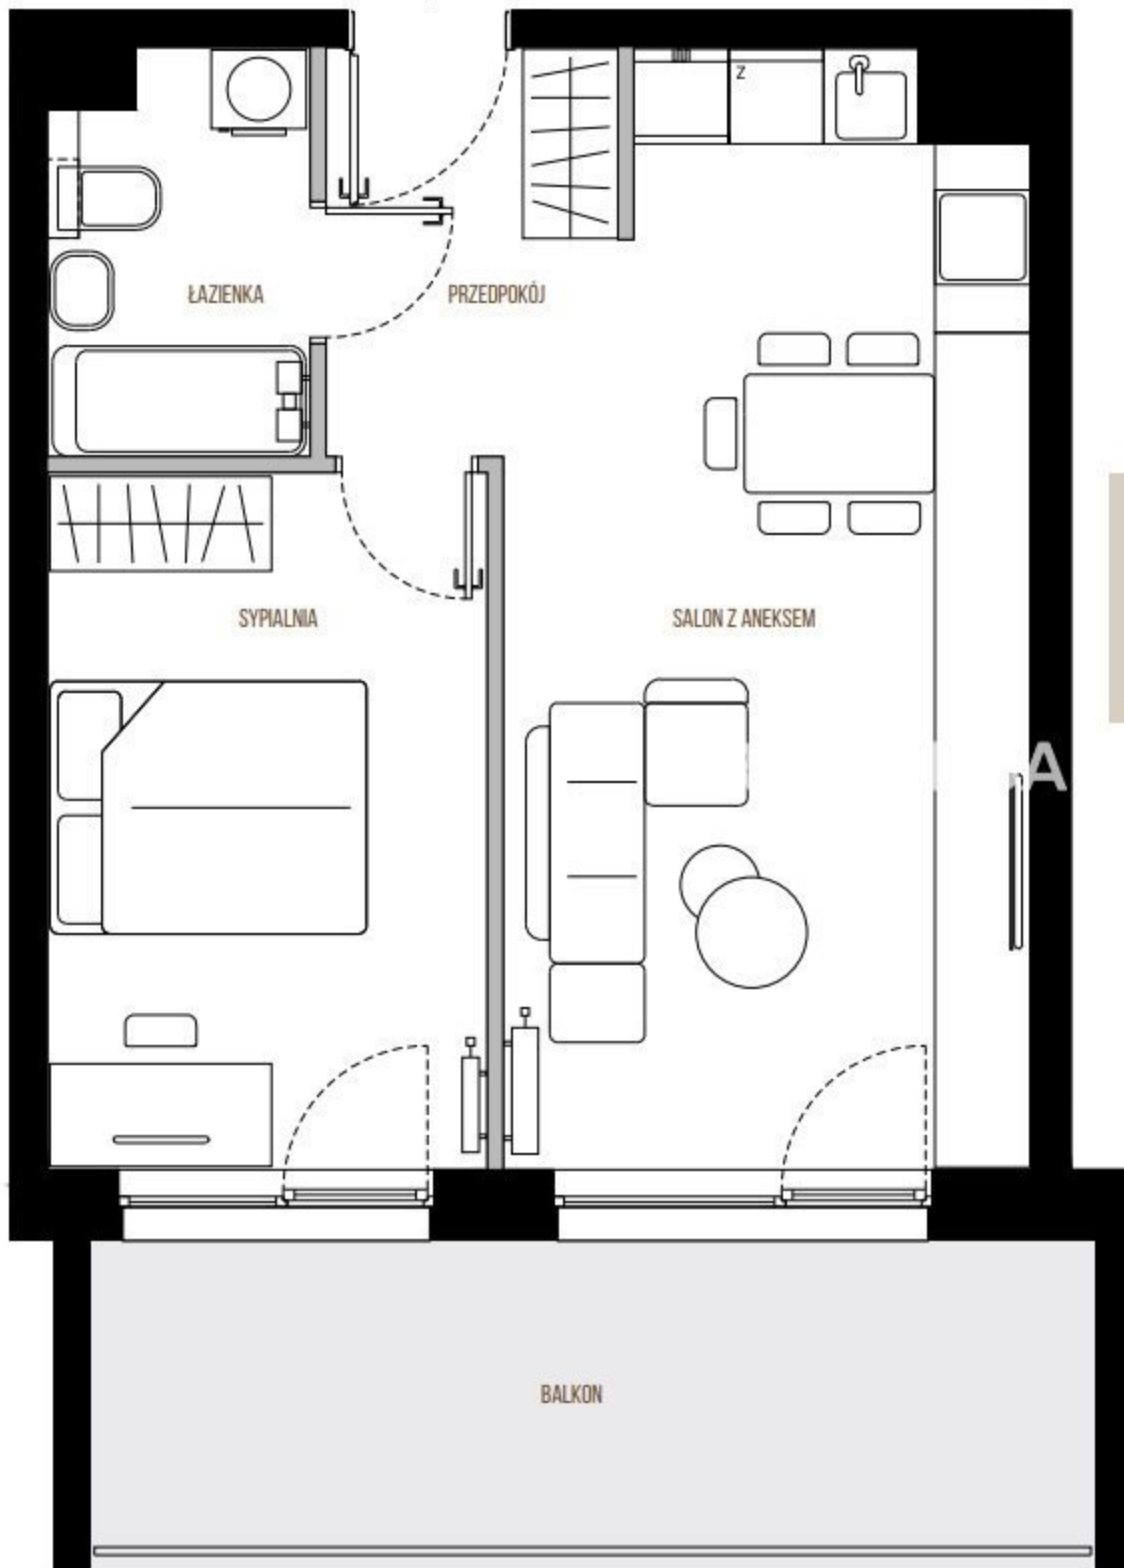 Z
ŁAZIENKA
PRZEDPOKÓJ
SYPIALNIA
SALON Z ANEKSEM
BALKON